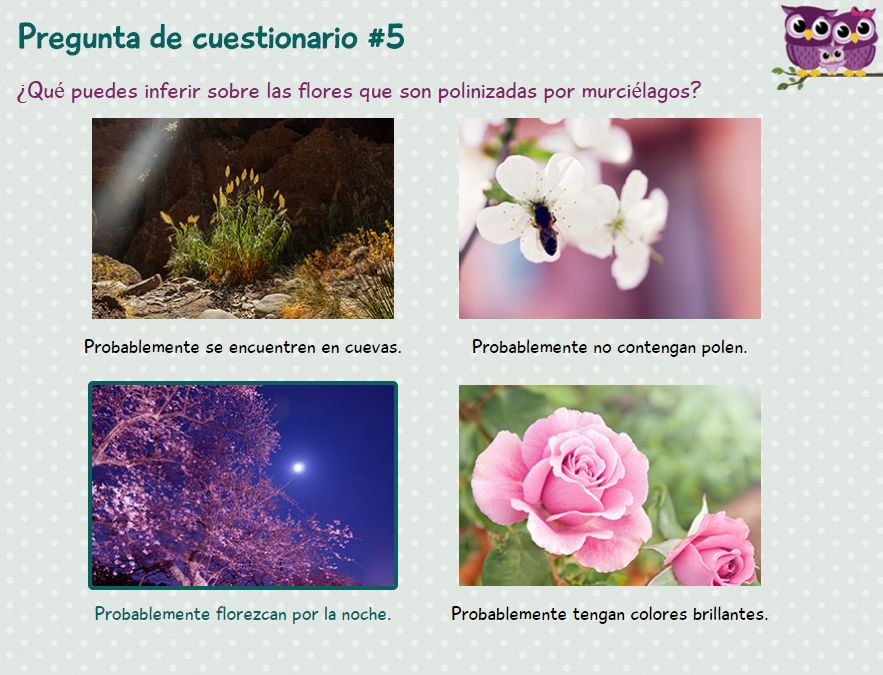 Pregunta de cuestionario #5
¿Qué puedes inferir sobre las flores que son polinizadas por murciélagos?
Probablemente se encuentren en cuevas.
Probablemente no contengan polen.
Probablemente florezcan por la noche.
Probablemente tengan colores brillantes.